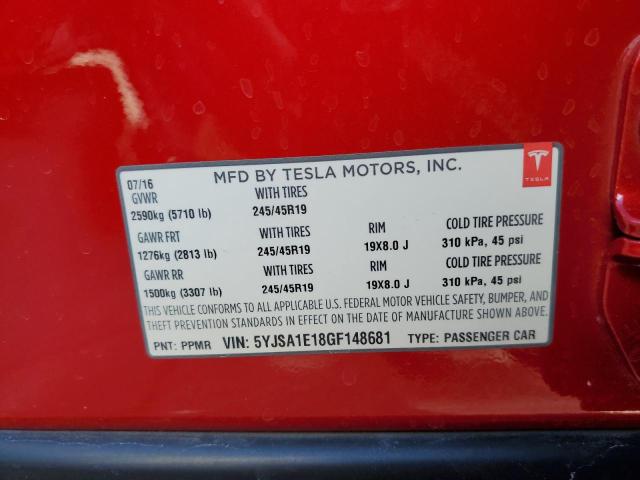 07/16 MFD BY TESLA MOTORS, INC. TESLA
GVWR WITH TIRES
2590kg (5710 lb) 245/45R19
GAWR FRT WITH TIRES RIM COLD TIRE PRESSURE
1276kg (2813 lb) 245/45R19 19X8.0 J 310 kPa, 45 psi
GAWR RR WITH TIRES RIM COLD TIRE PRESSURE
1500kg (3307 lb) 245/45R19 19X8.0 J 310 kPa, 45 psi
THIS VEHICLE CONFORMS TO ALL APPLICABLE U.S. FEDERAL MOTOR VEHICLE SAFETY, BUMPER, AND
THEFT PREVENTION STANDARDS IN EFFECT ON THE DATE OF MANUFACTURE SHOWN ABOVE.
PNT: PPMR VIN: 5YJSA1E18GF148681 TYPE: PASSENGER CAR